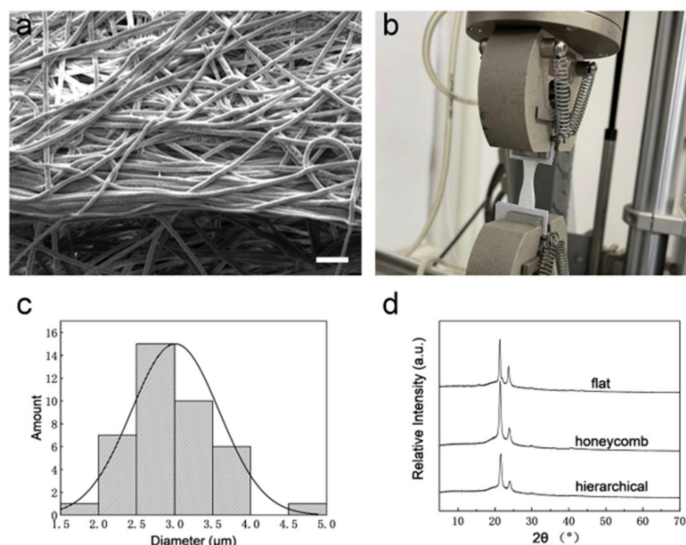 a
b
c
16
14
12
10
8
6
4
2
0
Amount
1.5 2.0 2.5 3.0 3.5 4.0 4.5 5.0
Diameter (um)
d
Relative Intensity (a.u.)
flat
honeycomb
hierarchical
10 20 30 40 50 60 70
2θ (°)